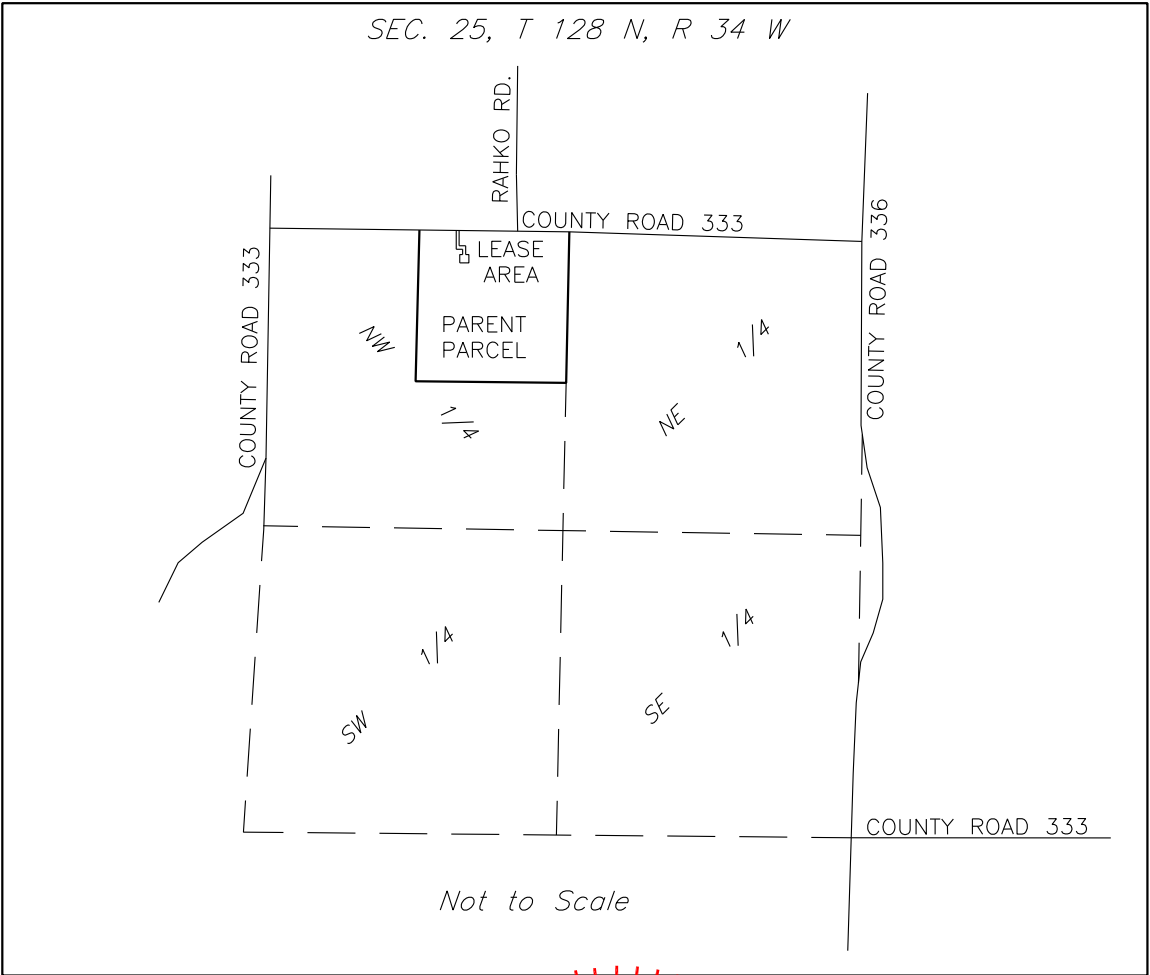 SEC. 25, T 128 N, R 34 W
RAHKO RD.
COUNTY ROAD 333
COUNTY ROAD 336
COUNTY ROAD 333
LEASE
AREA
PARENT
PARCEL
NW
1/4
1/4
NE
1/4
SW
1/4
SE
COUNTY ROAD 333
Not to Scale